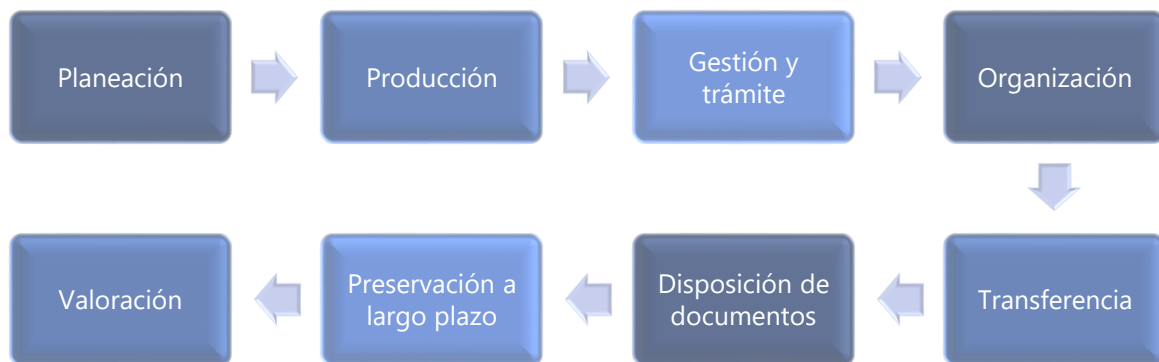 Planeación
Producción
Gestión y
trámite
Organización
Transferencia
Disposición de
documentos
Preservación a
largo plazo
Valoración